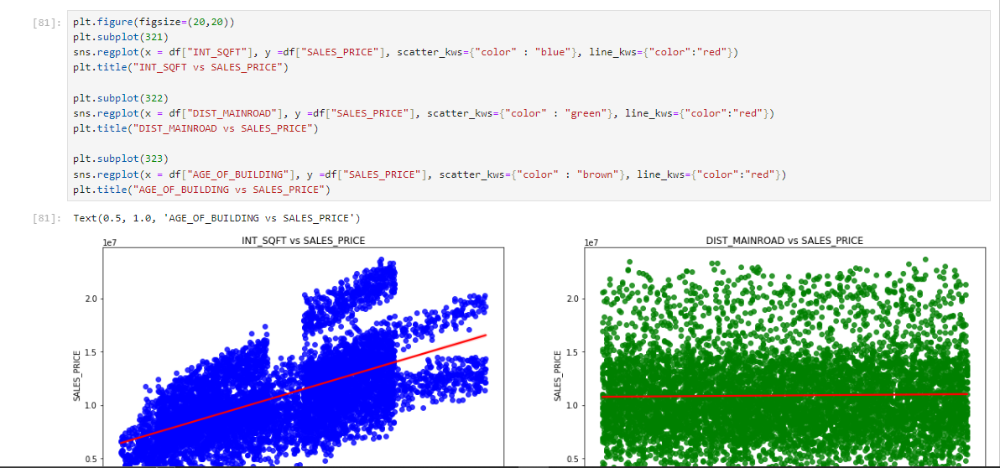 [81]: plt.figure(figsize=(20,20))
plt.subplot(321)
sns.regplot(x = df["INT_SQFT"], y =df["SALES_PRICE"], scatter_kws={"color" : "blue"}, line_kws={"color":"red"})
plt.title("INT_SQFT vs SALES_PRICE")
plt.subplot(322)
sns.regplot(x = df["DIST_MAINROAD"], y =df["SALES_PRICE"], scatter_kws={"color" : "green"}, line_kws={"color":"red"})
plt.title("DIST_MAINROAD vs SALES_PRICE")
plt.subplot(323)
sns.regplot(x = df["AGE_OF_BUILDING"], y =df["SALES_PRICE"], scatter_kws={"color" : "brown"}, line_kws={"color":"red"})
plt.title("AGE_OF_BUILDING vs SALES_PRICE")
[81]: Text(0.5, 1.0, 'AGE_OF_BUILDING vs SALES_PRICE')
1e7
INT_SQFT vs SALES_PRICE
2.0
1.5
1.0
0.5
SALES_PRICE
1e7
DIST_MAINROAD vs SALES_PRICE
2.0
1.5
1.0
0.5
SALES_PRICE